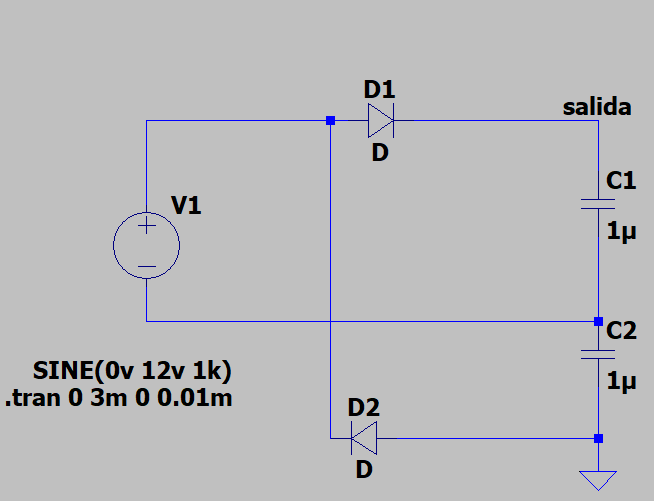 D1
salida
D
C1
V1
1µ
C2
SINE(0v 12v 1k)
1µ
.tran 0 3m 0 0.01m
D2
D